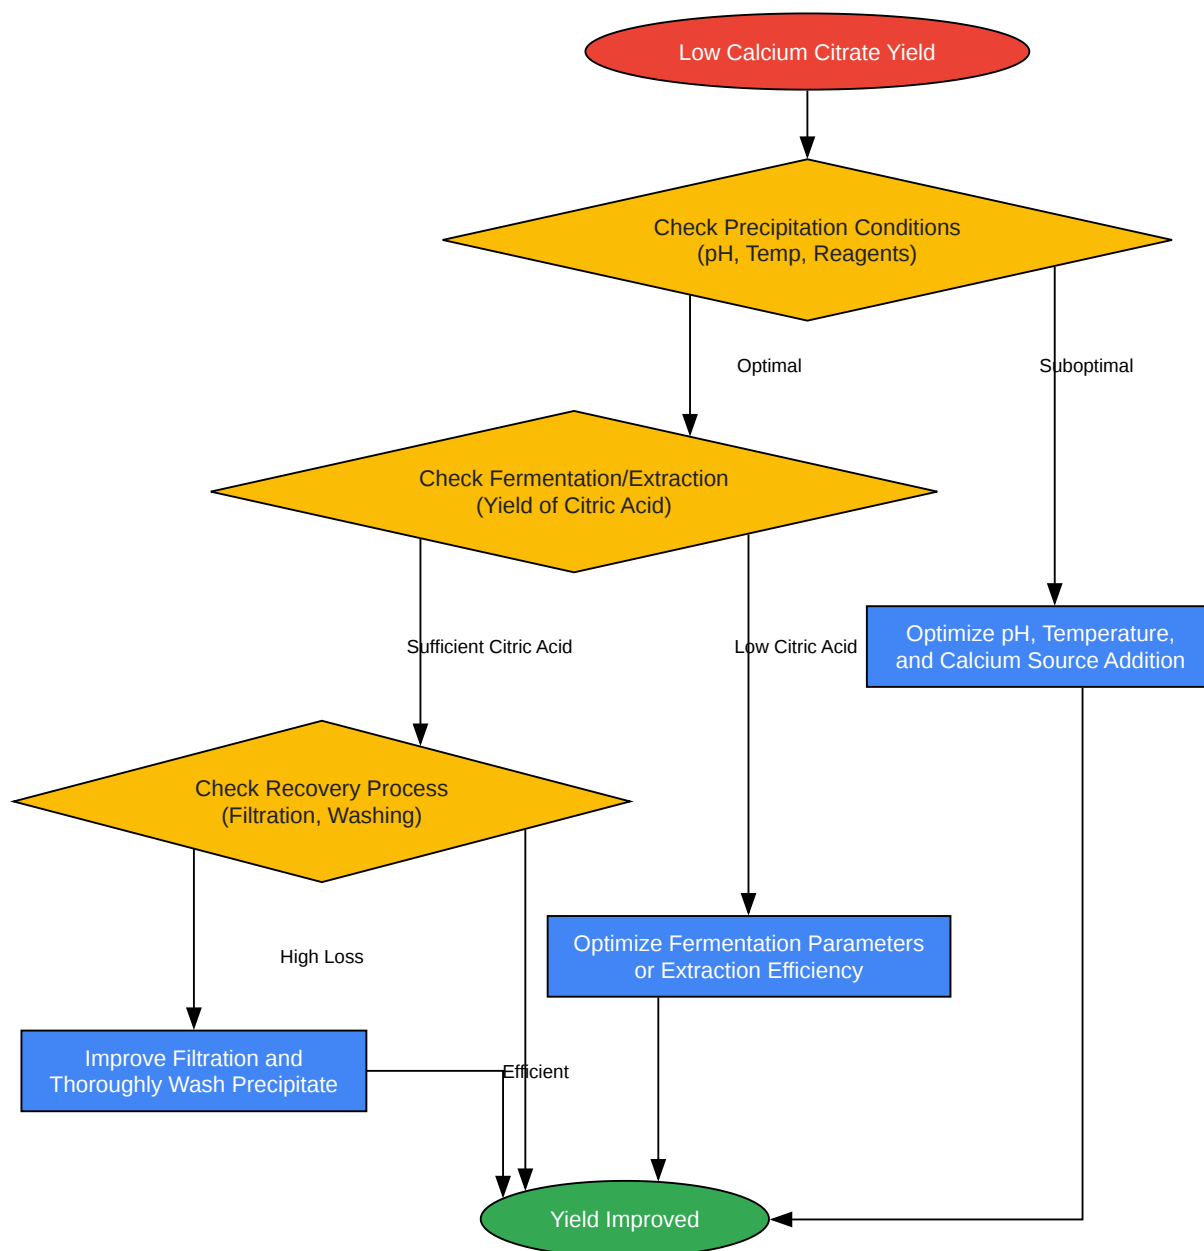 Low Calcium Citrate Yield
Check Precipitation Conditions
(pH, Temp, Reagents)
Optimal
Suboptimal
Check Fermentation/Extraction
(Yield of Citric Acid)
Sufficient Citric Acid
Low Citric Acid
Optimize pH, Temperature,
and Calcium Source Addition
Check Recovery Process
(Filtration, Washing)
High Loss
Optimize Fermentation Parameters
or Extraction Efficiency
Improve Filtration and
Thoroughly Wash Precipitate
Efficient
Yield Improved